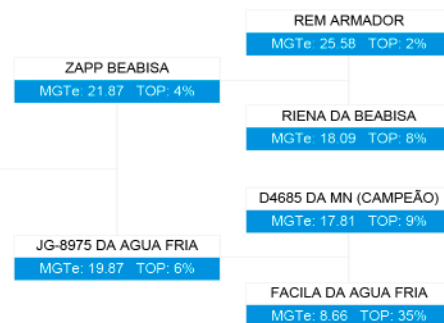 REM ARMADOR
MGTe: 25.58 TOP: 2%
ZAPP BEABISA
MGTe: 21.87 TOP: 4%
RIENA DA BEABISA
MGTe: 18.09 TOP: 8%
D4685 DA MN (CAMPEÃO)
MGTe: 17.81 TOP: 9%
JG-8975 DA AGUA FRIA
MGTe: 19.87 TOP: 6%
FACILA DA AGUA FRIA
MGTe: 8.66 TOP: 35%